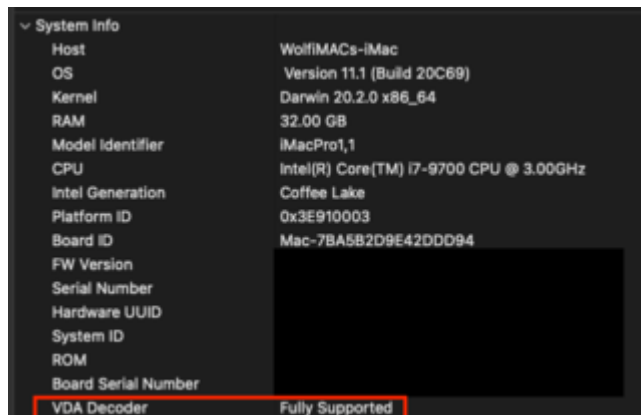 System Info
Host WolfiMACs-iMac
OS Version 11.1 (Build 20C69)
Kernel Darwin 20.2.0 x86_64
RAM 32.00 GB
Model Identifier iMacPro1,1
CPU Intel(R) Core(TM) i7-9700 CPU @ 3.00GHz
Intel Generation Coffee Lake
Platform ID 0x3E910003
Board ID Mac-7BA5B2D9E42DDD94
FW Version
Serial Number
Hardware UUID
System ID
ROM
Board Serial Number
VDA Decoder Fully Supported